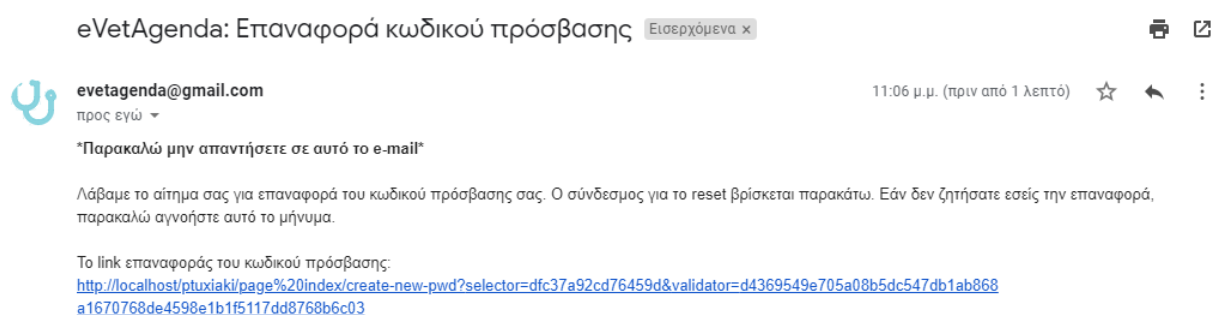 eVetAgenda: Επαναφορά κωδικού πρόσβασης Εισερχόμενα x
evetagenda@gmail.com 11:06 μ.μ. (πριν από 1 λεπτό)
προς εγώ
*Παρακαλώ μην απαντήσετε σε αυτό το e-mail*
Λάβαμε το αίτημα σας για επαναφορά του κωδικού πρόσβασης σας. Ο σύνδεσμος για το reset βρίσκεται παρακάτω. Εάν δεν ζητήσατε εσείς την επαναφορά,
παρακαλώ αγνοήστε αυτό το μήνυμα.
Το link επαναφοράς του κωδικού πρόσβασης:
http://localhost/ptuxiaki/page%20index/create-new-pwd?selector=dfc37a92cd76459d&validator=d4369549e705a08b5dc547db1ab868
a1670768de4598e1b1f5117dd8768b6c03